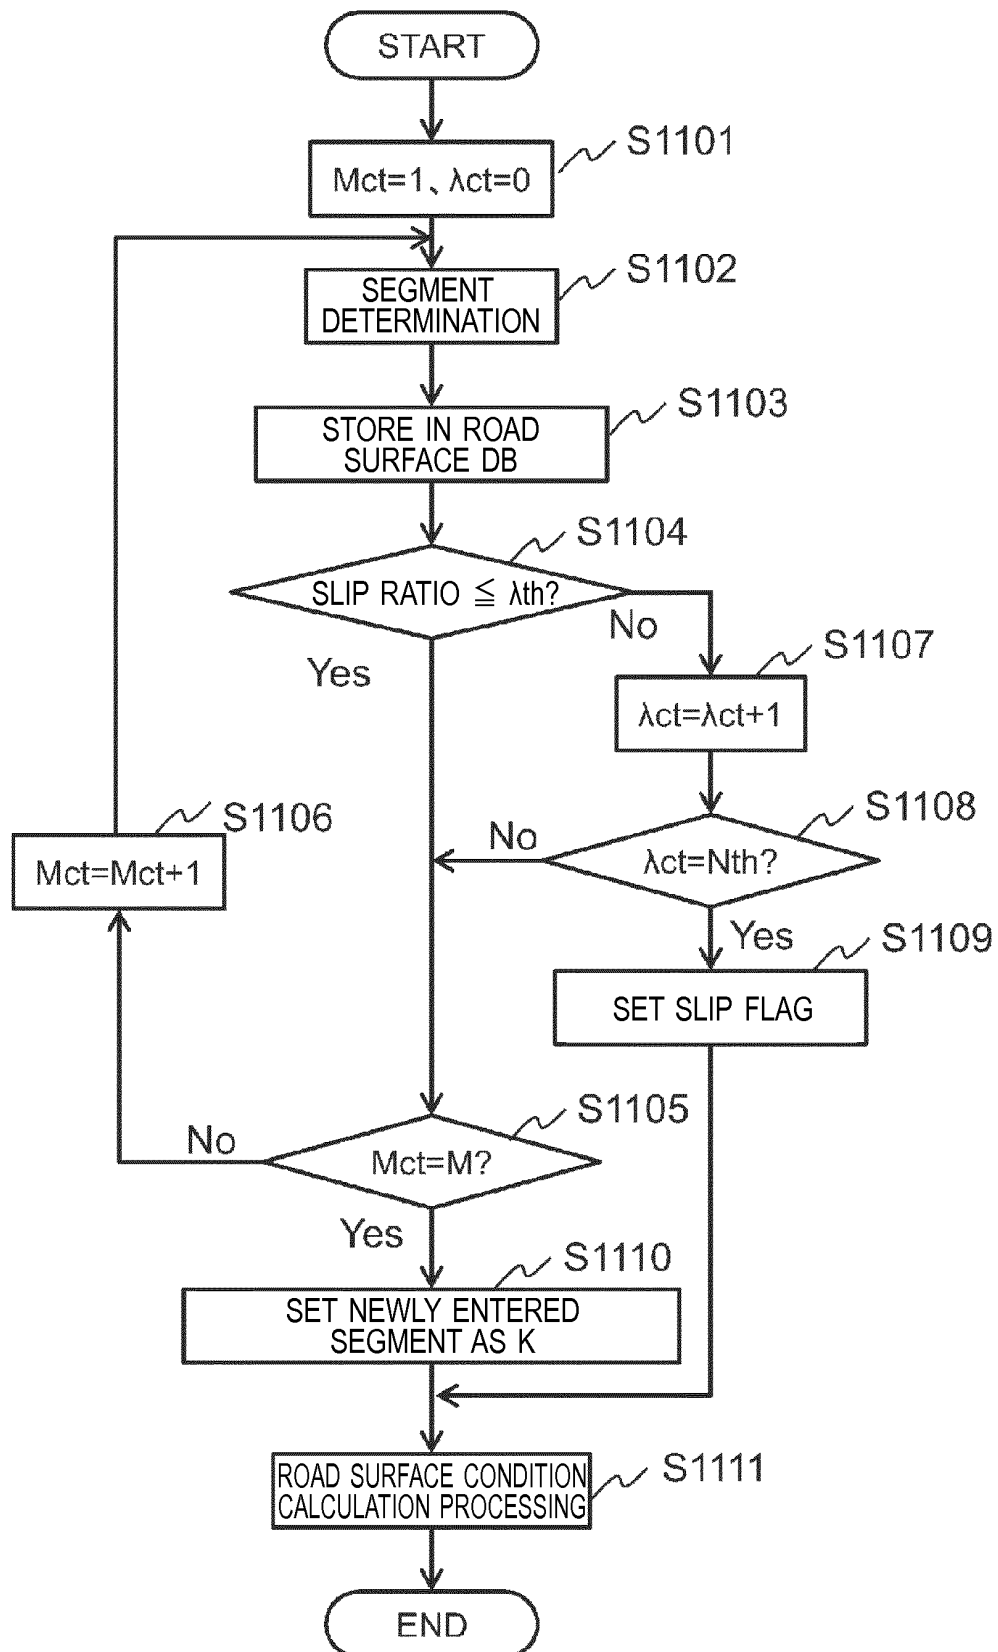 START
S1101
Mct=1、λct=0
S1102
SEGMENT
DETERMINATION
S1103
STORE IN ROAD
SURFACE DB
S1104
SLIP RATIO ≦ λth?
No
Yes
S1107
λct=λct+1
S1106
Mct=Mct+1
S1108
No
λct=Nth?
Yes
S1109
SET SLIP FLAG
S1105
No
Mct=M?
Yes
S1110
SET NEWLY ENTERED
SEGMENT AS K
S1111
ROAD SURFACE CONDITION
CALCULATION PROCESSING
END